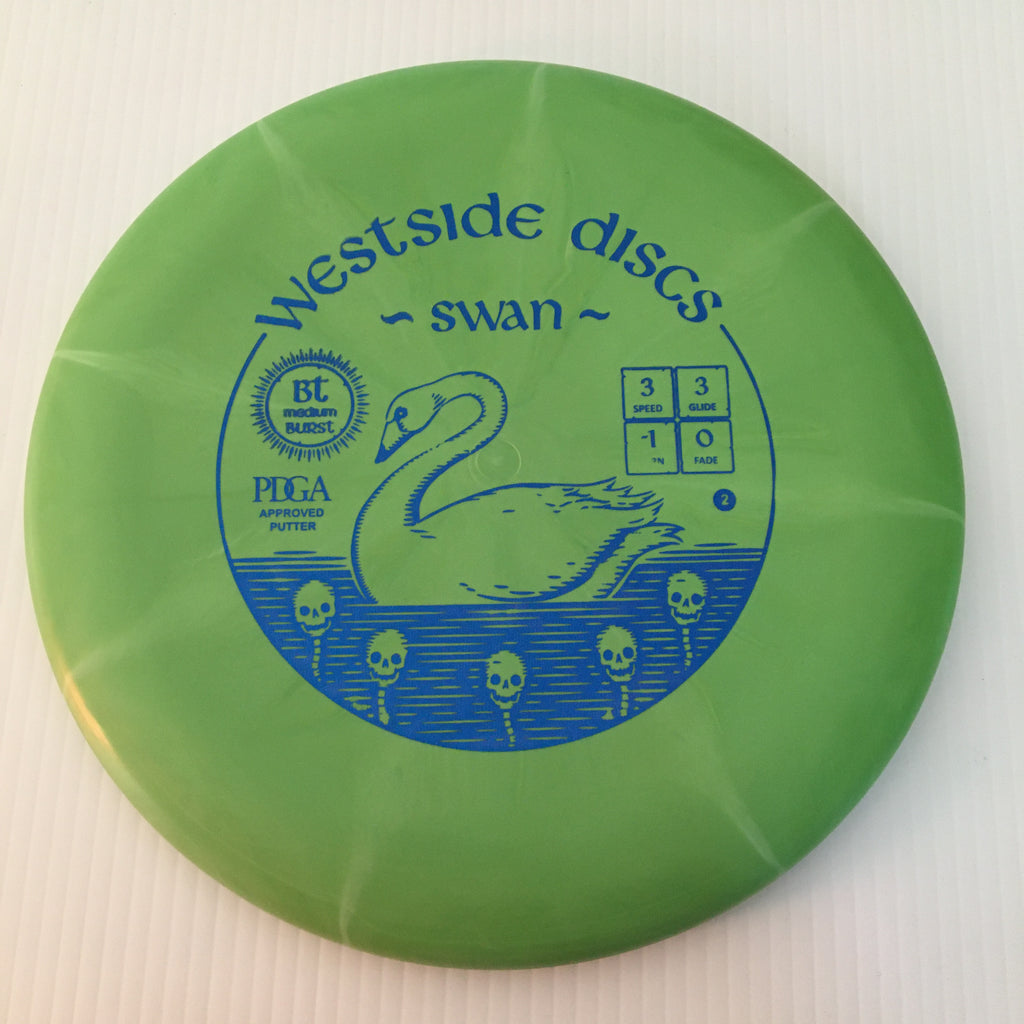 Westside discs
~ swan ~
Bt
medium
BURST
PDGA
APPROVED
PUTTER
3 3
SPEED GLIDE
-1 0
FADE
2